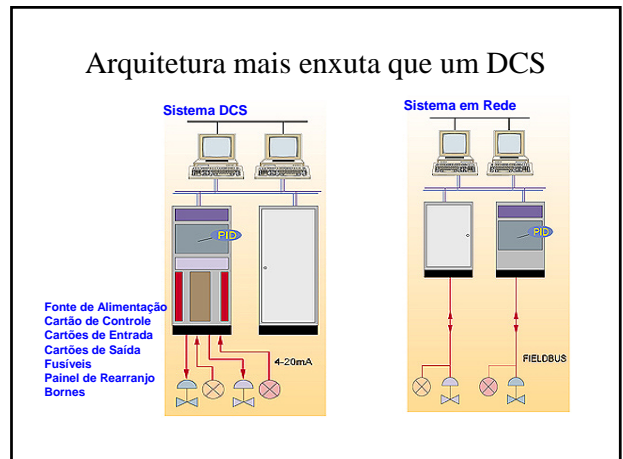 Arquitetura mais enxuta que um DCS
Sistema DCS
Sistema em Rede
PID
PID
Fonte de Alimentação
Cartão de Controle
Cartões de Entrada
Cartões de Saída
Fusíveis
Painel de Rearranjo
Bornes
4-20mA
FIELDBUS